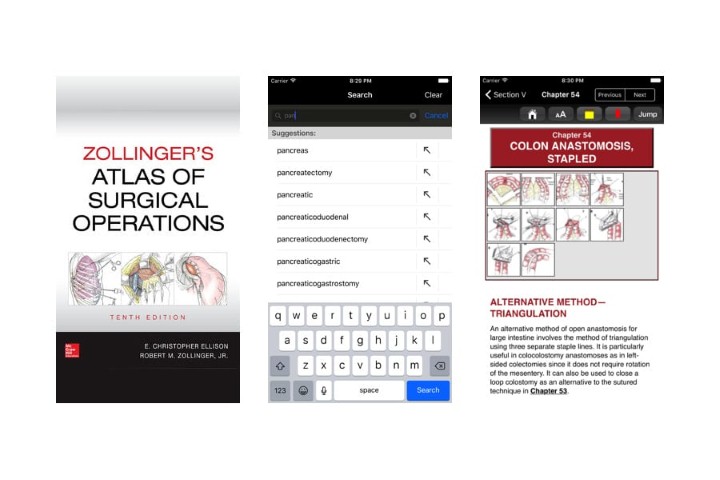 ZOLLINGER'S
ATLAS OF
SURGICAL
OPERATIONS
TENTH EDITION
E. CHRISTOPHER ELLISON
ROBERT M. ZOLLINGER, JR.
Mc
Graw
Hill
Education
Carrier 8:29 PM
Search Clear
pan Cancel
Suggestions:
pancreas
pancreatectomy
pancreatic
pancreaticoduodenal
pancreaticoduodenectomy
pancreaticogastric
pancreaticogastrostomy
q w e r t y u i o p
a s d f g h j k l
z x c v b n m
123 space Search
Carrier 8:30 PM
Section V Chapter 54 Previous Next
AA Jump
Chapter 54
COLON ANASTOMOSIS,
STAPLED
ALTERNATIVE METHOD—
TRIANGULATION
An alternative method of open anastomosis for
large intestine involves the method of triangulation
using three separate staple lines. It is particularly
useful in colocolostomy anastomoses as in left-
sided colectomies since it does not require rotation
of the mesentery. It can also be used to close a
loop colostomy as an alternative to the sutured
technique in Chapter 53.